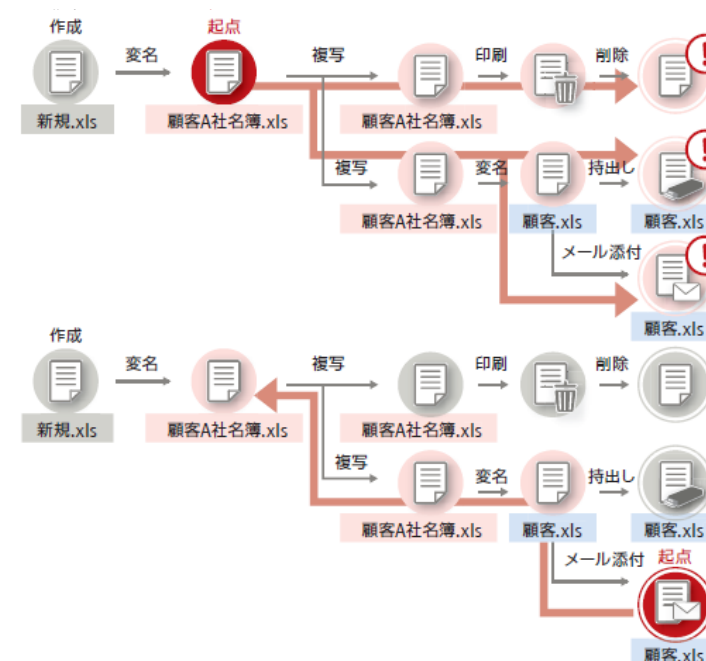 作成
起点
変名
複写
印刷
削除
新規.xls
顧客A社名簿.xls
顧客A社名簿.xls
複写
変名
持出し
顧客A社名簿.xls
顧客.xls
顧客.xls
メール添付
顧客.xls
作成
変名
複写
印刷
削除
新規.xls
顧客A社名簿.xls
顧客A社名簿.xls
複写
変名
持出し
顧客A社名簿.xls
顧客.xls
顧客.xls
メール添付
起点
顧客.xls